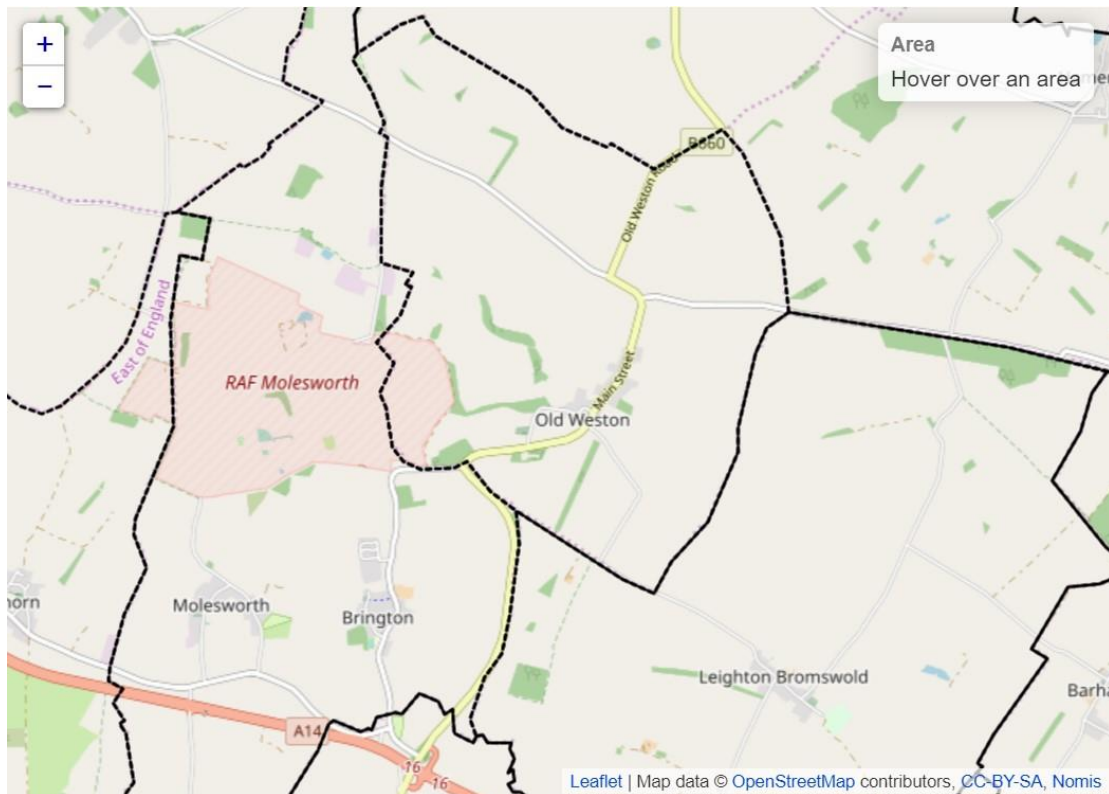 +
−
Area
Hover over an area
B660
Old Weston Road
East of England
RAF Molesworth
Main Street
Old Weston
Molesworth
Brington
Leighton Bromswold
A14
16
16
Leaflet | Map data © OpenStreetMap contributors, CC-BY-SA, Nomis